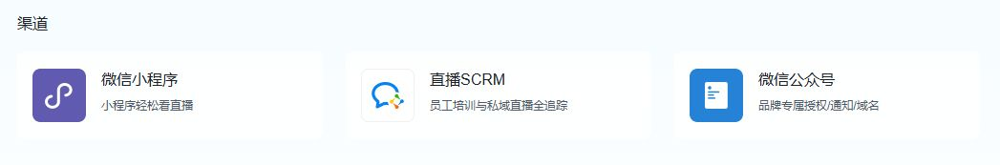 渠道
微信小程序
小程序轻松看直播
直播SCRM
员工培训与私域直播全追踪
微信公众号
品牌专属授权/通知/域名